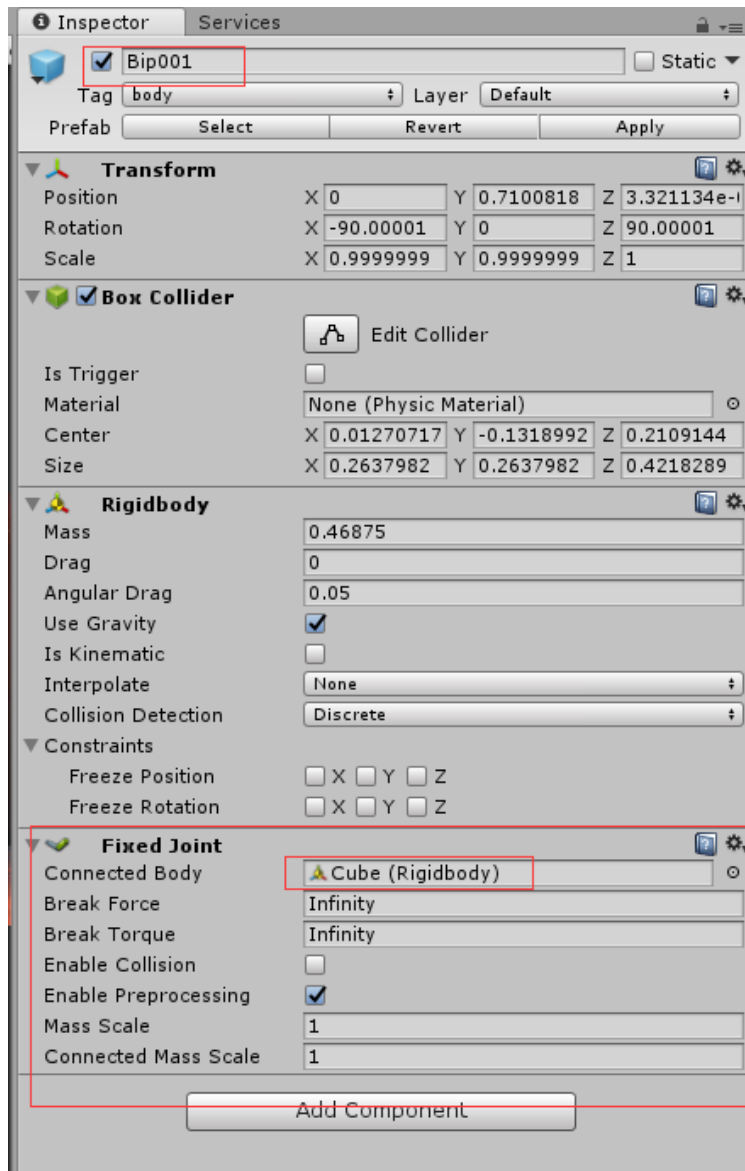 Inspector Services
Bip001 Static
Tag body Layer Default
Prefab Select Revert Apply
Transform
Position X 0 Y 0.7100818 Z 3.321134e-
Rotation X -90.00001 Y 0 Z 90.00001
Scale X 0.9999999 Y 0.9999999 Z 1
Box Collider
Edit Collider
Is Trigger
Material None (Physic Material)
Center X 0.01270717 Y -0.1318992 Z 0.2109144
Size X 0.2637982 Y 0.2637982 Z 0.4218289
Rigidbody
Mass 0.46875
Drag 0
Angular Drag 0.05
Use Gravity
Is Kinematic
Interpolate None
Collision Detection Discrete
Constraints
Freeze Position X Y Z
Freeze Rotation X Y Z
Fixed Joint
Connected Body Cube (Rigidbody)
Break Force Infinity
Break Torque Infinity
Enable Collision
Enable Preprocessing
Mass Scale 1
Connected Mass Scale 1
Add Component